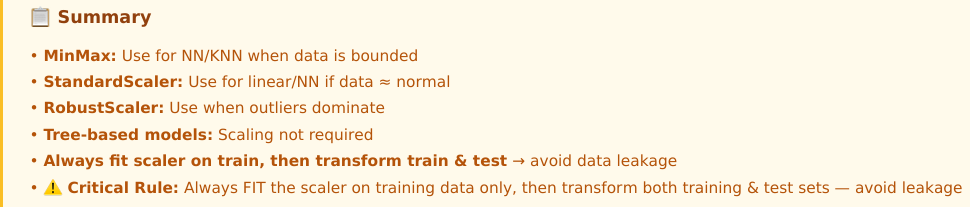 📋 Summary
• MinMax: Use for NN/KNN when data is bounded
• StandardScaler: Use for linear/NN if data ≈ normal
• RobustScaler: Use when outliers dominate
• Tree-based models: Scaling not required
• Always fit scaler on train, then transform train & test → avoid data leakage
• ⚠️ Critical Rule: Always FIT the scaler on training data only, then transform both training & test sets — avoid leakage